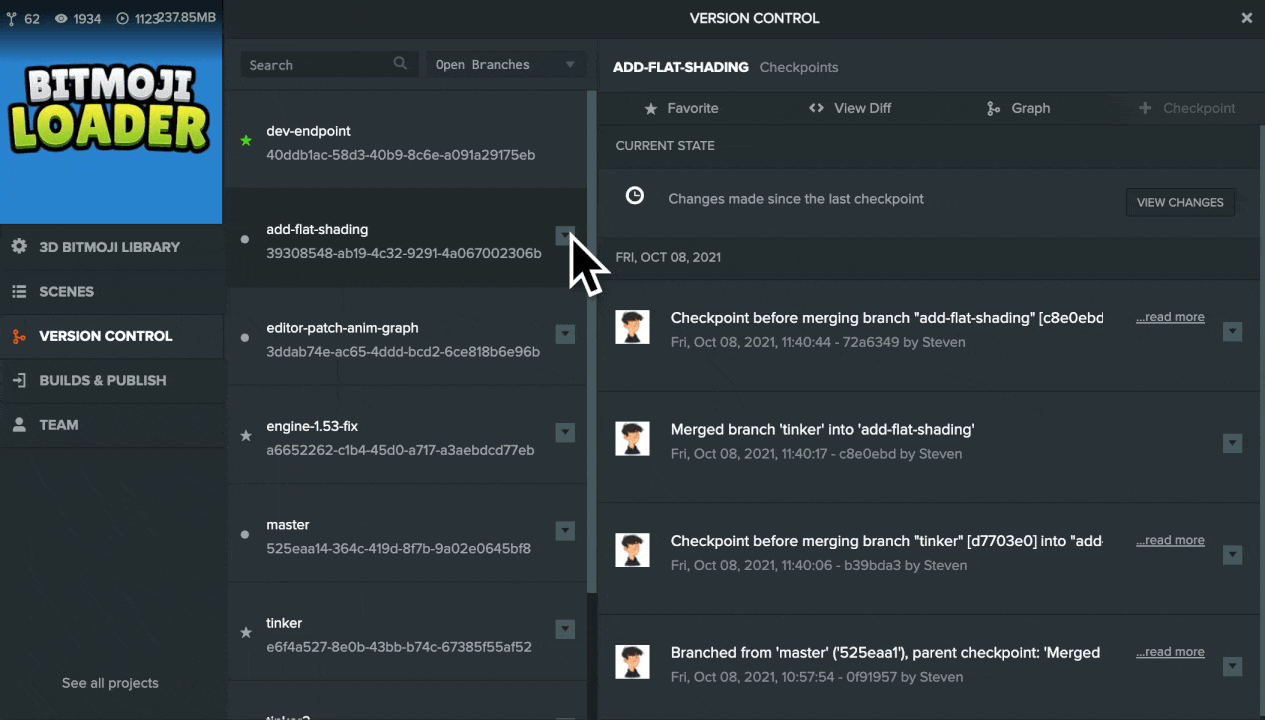 62 1934 1123 237.85MB
VERSION CONTROL
BITMOJI
LOADER
3D BITMOJI LIBRARY
SCENES
VERSION CONTROL
BUILDS & PUBLISH
TEAM
See all projects
Search
Open Branches
dev-endpoint
40ddb1ac-58d3-40b9-8c6e-a091a29175eb
add-flat-shading
39308548-ab19-4c32-9291-4a067002306b
editor-patch-anim-graph
3ddab74e-ac65-4ddd-bcd2-6ce818b6e96b
engine-1.53-fix
a6652262-c1b4-45d0-a717-a3aebdcd77eb
master
525eaa14-364c-419d-8f7b-9a02e0645bf8
tinker
e6f4a527-8e0b-43bb-b74c-67385f55af52
ADD-FLAT-SHADING Checkpoints
Favorite View Diff Graph Checkpoint
CURRENT STATE
Changes made since the last checkpoint
VIEW CHANGES
FRI, OCT 08, 2021
Checkpoint before merging branch "add-flat-shading" [c8e0ebd ...read more
Fri, Oct 08, 2021, 11:40:44 - 72a6349 by Steven
Merged branch 'tinker' into 'add-flat-shading'
Fri, Oct 08, 2021, 11:40:17 - c8e0ebd by Steven
Checkpoint before merging branch "tinker" [d7703e0] into "add- ...read more
Fri, Oct 08, 2021, 11:40:06 - b39bda3 by Steven
Branched from 'master' ('525eaa1'), parent checkpoint: 'Merged ...read more
Fri, Oct 08, 2021, 10:57:54 - 0f91957 by Steven